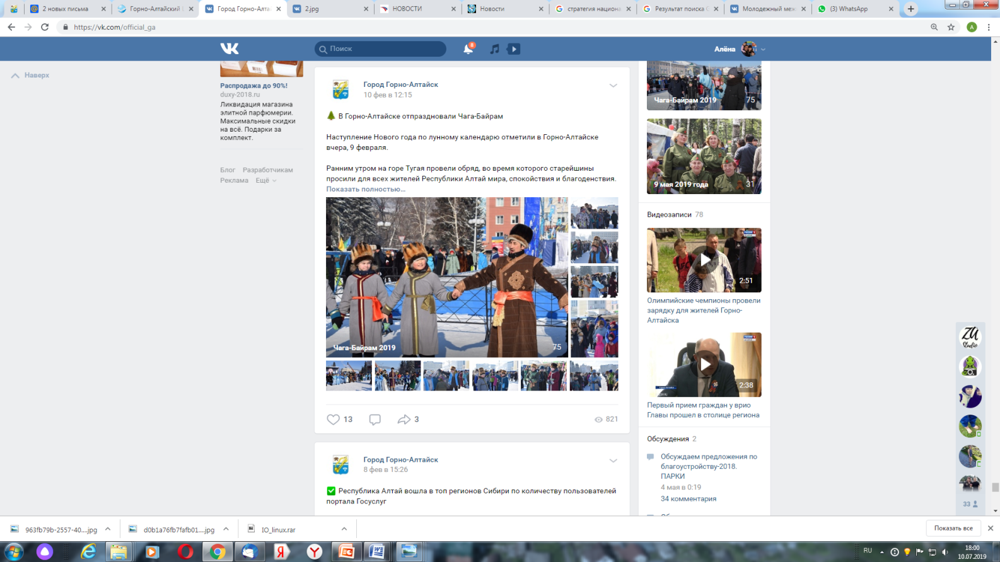 2 новых письма
Горно-Алтайский
Город Горно-Алта
2.jpg
НОВОСТИ
Новости
стратегия национа
Результат поиска G
Молодежный меж
(3) WhatsApp
https://vk.com/official_ga
A
Поиск
8
Алёна
Наверх
Распродажа до 90%!
duxy-2018.ru
Ликвидация магазина
элитной парфюмерии.
Максимальные скидки
на всё. Подарки за
комплект.
Блог Разработчикам
Реклама Ещё
Город Горно-Алтайск
10 фев в 12:15
В Горно-Алтайске отпраздновали Чага-Байрам
Наступление Нового года по лунному календарю отметили в Горно-Алтайске
вчера, 9 февраля.
Ранним утром на горе Тугая провели обряд, во время которого старейшины
просили для всех жителей Республики Алтай мира, спокойствия и благоденствия.
Показать полностью...
Чага-Байрам 2019 75
13 3 821
Город Горно-Алтайск
8 фев в 15:26
Республика Алтай вошла в топ регионов Сибири по количеству пользователей
портала Госуслуг
Чага-Байрам 2019 75
9 мая 2019 года 31
Видеозаписи 78
2:51
Олимпийские чемпионы провели
зарядку для жителей Горно-
Алтайска
2:38
Первый прием граждан у врио
Главы прошел в столице региона
Обсуждения 2
Обсуждаем предложения по
благоустройству-2018.
ПАРКИ
4 мая в 0:19
34 комментария
ZA
Studio
33
963fb79b-2557-40....jpg
d0b1a76fb7fafb01....jpg
IO_linux.rar
Показать все
RU
18:00
10.07.2019